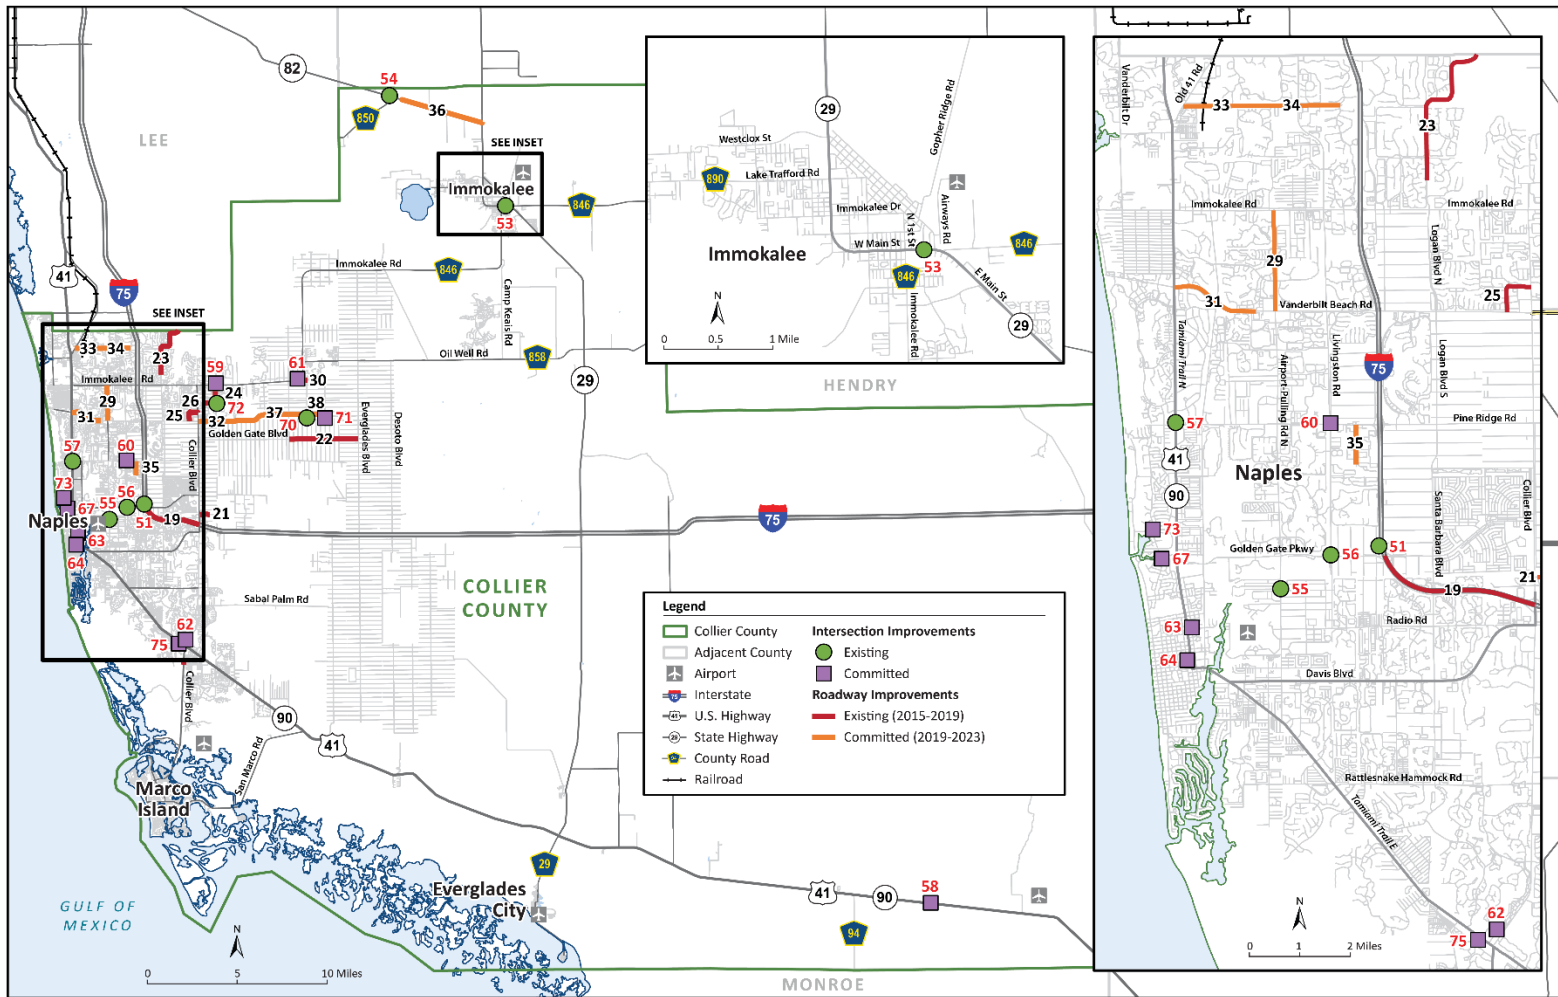 82
54
850
36
LEE
SEE INSET
Immokalee
846
53
Immokalee Rd
846
Camp Keais Rd
41
75
SEE INSET
33
34
23
59
61
30
Oil Well Rd
858
29
Immokalee Rd
29
24
26
72
25
31
32
37
38
70
71
Golden Gate Blvd
22
Everglades Blvd
Desoto Blvd
Collier Blvd
57
60
35
73
67
55
56
51
19
21
Naples
63
64
75
COLLIER
COUNTY
Sabal Palm Rd
62
75
Collier Blvd
90
41
San Marco Rd
Marco
Island
29
Everglades
City
GULF OF
MEXICO
N
0
5
10 Miles
41
90
58
94
MONROE
HENDRY
29
Westclox St
890
Lake Trafford Rd
Gopher Ridge Rd
Immokalee Dr
N 1st St
Airways Rd
W Main St
Immokalee
846
53
846
E Main St
Immokalee Rd
29
N
0
0.5
1 Mile
Legend
Collier County
Adjacent County
Airport
75
Interstate
41
U.S. Highway
29
State Highway
County Road
Railroad
Intersection Improvements
Existing
Committed
Roadway Improvements
Existing (2015-2019)
Committed (2019-2023)
Vanderbilt Dr
Old 41 Rd
33
34
23
Immokalee Rd
Immokalee Rd
Logan Blvd N
29
31
Vanderbilt Beach Rd
25
Tamiami Trail N
Airport-Pulling Rd N
Livingston Rd
75
Logan Blvd S
57
60
Pine Ridge Rd
35
41
Naples
90
Santa Barbara Blvd
Collier Blvd
73
67
Golden Gate Pkwy
56
51
55
19
21
63
Radio Rd
64
Davis Blvd
Rattlesnake Hammock Rd
Tamiami Trail E
62
75
N
0
1
2 Miles